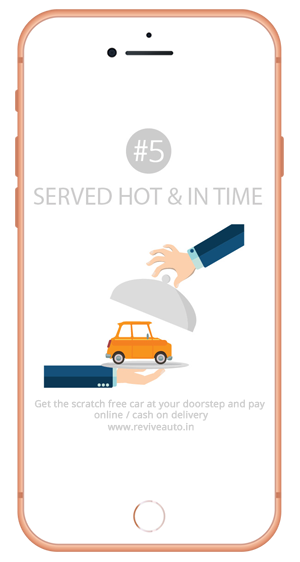 #5
SERVED HOT & IN TIME
Get the scratch free car at your doorstep and pay
online / cash on delivery
www.reviveauto.in